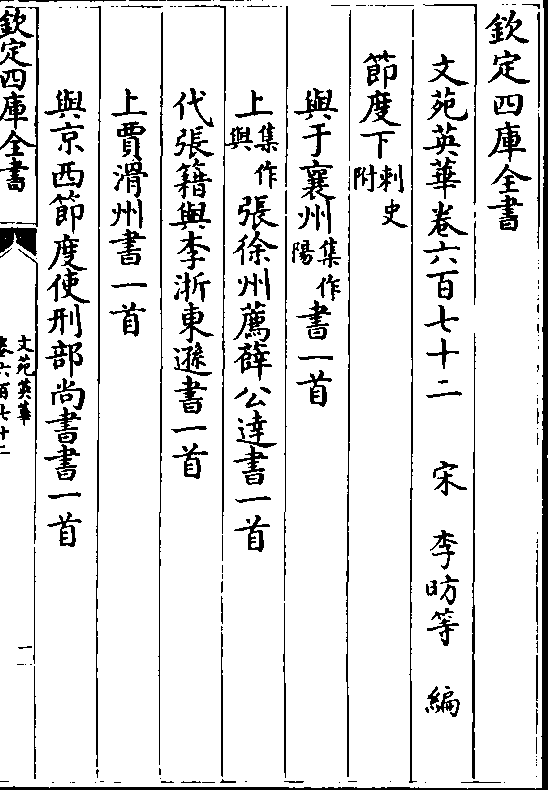 欽定四庫全書
文苑英華卷六百七十二 宋 李昉等 編
節度下刺史附
與于襄州集作陽書一首
上集作與張徐州薦薛公達書一首
代張籍與李浙東遜書一首
上賈滑州書一首
與京西節度使刑部尚書書一首
欽定四庫全書
文苑英華
卷六百七十二
一